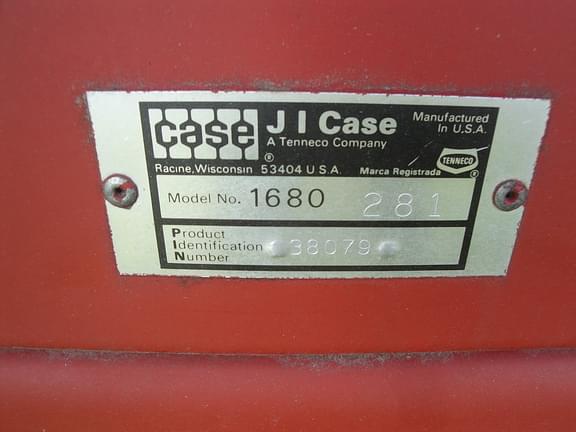 case
J I Case
A Tenneco Company
Manufactured
In U.S.A.
®
TENNECO
®
Racine, Wisconsin 53404 U S A.
Marca Registrada
Model No. 1680 281
Product
Identification 38079
Number